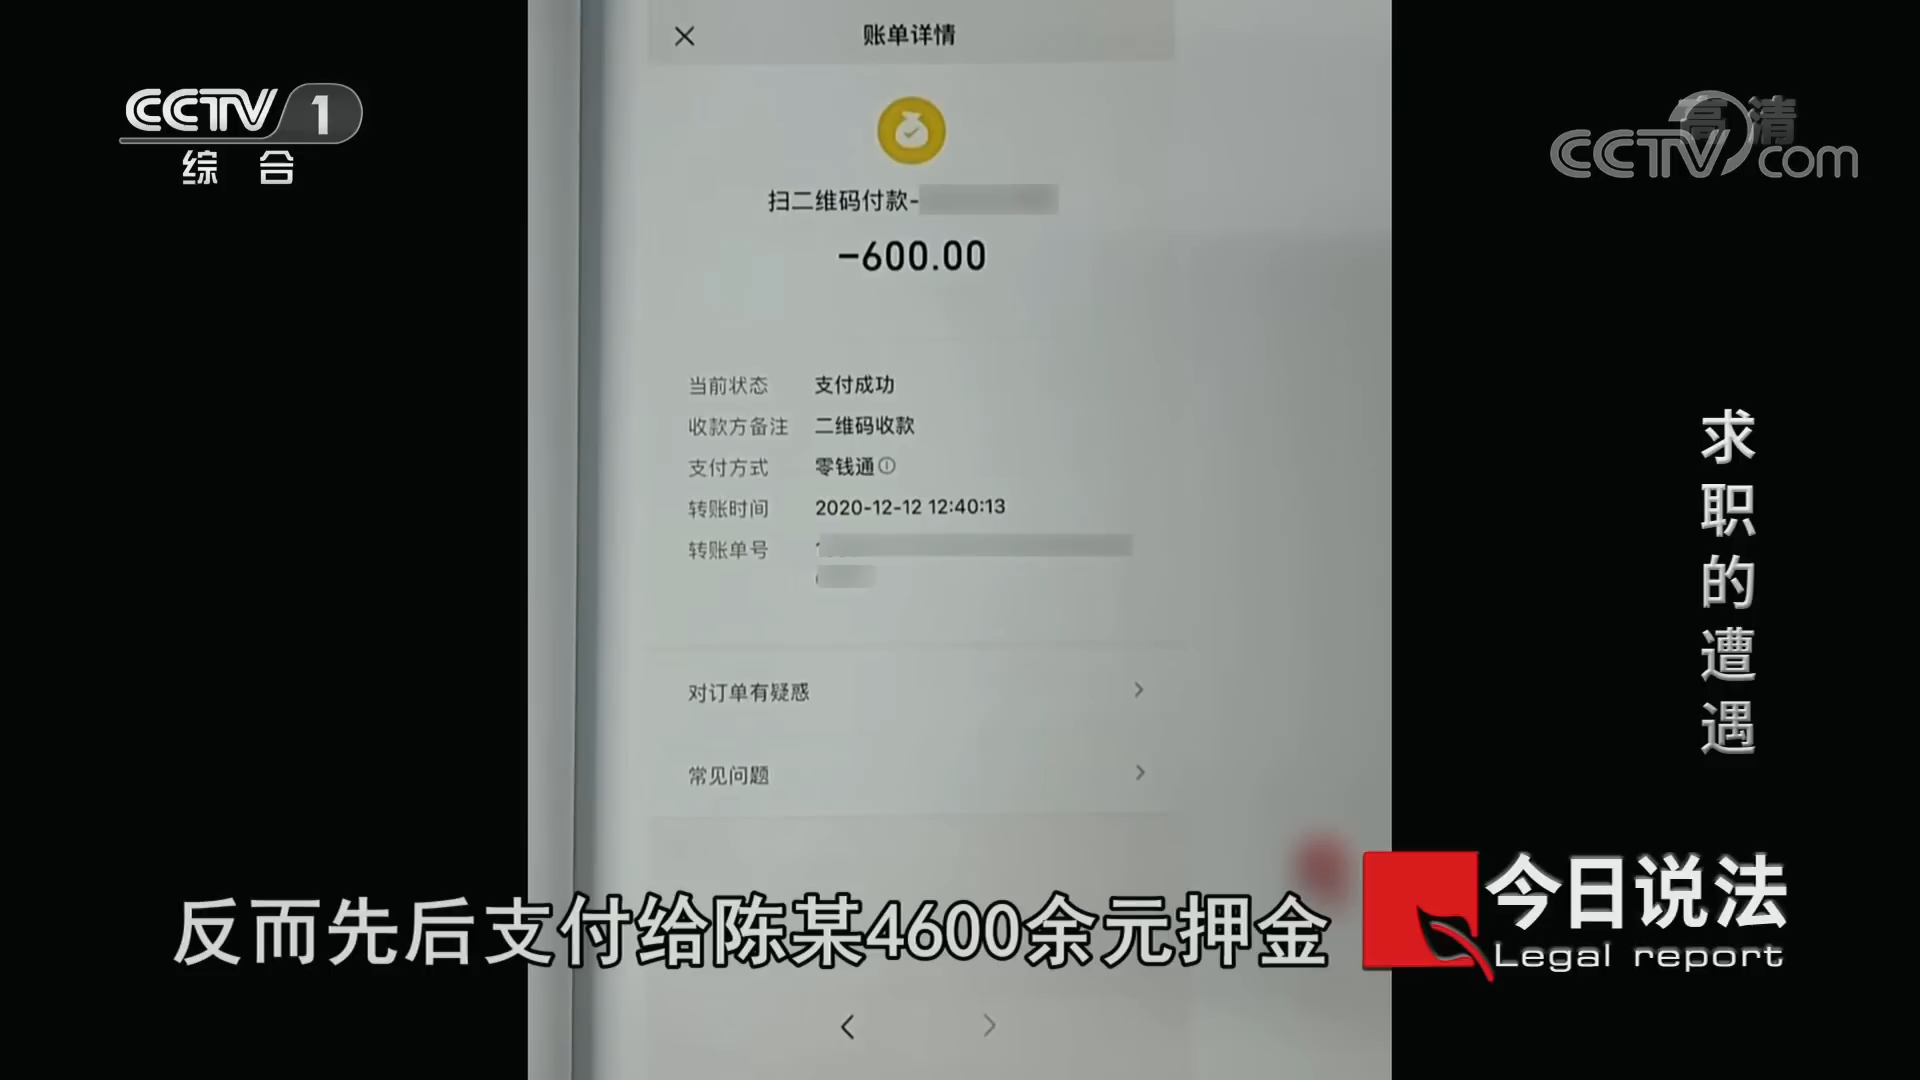 账单详情
CCTV 1
综 合
高清
CCTV com
扫二维码付款-
-600.00
当前状态 支付成功
收款方备注 二维码收款
支付方式 零钱通
转账时间 2020-12-12 12:40:13
转账单号
对订单有疑惑
常见问题
求职的遭遇
反而先后支付给陈某4600余元押金
今日说法
Legal report